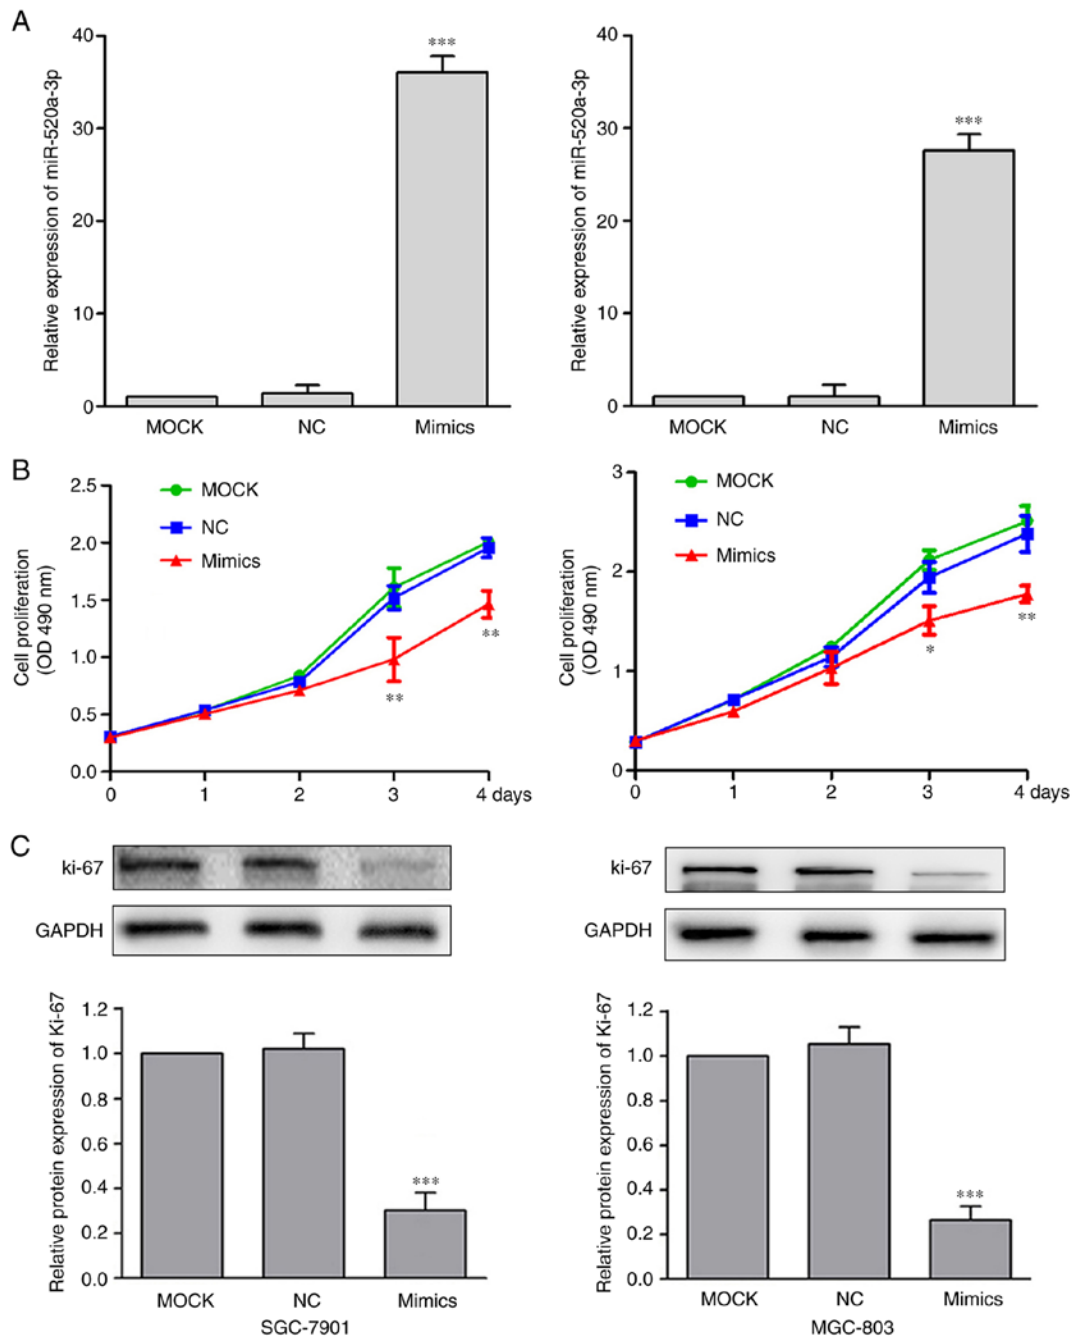 A
Relative expression of miR-520a-3p
40
30
20
10
0
***
MOCK NC Mimics
Relative expression of miR-520a-3p
40
30
20
10
0
***
MOCK NC Mimics
B
Cell proliferation
(OD 490 nm)
2.5
2.0
1.5
1.0
0.5
0.0
MOCK
NC
Mimics
**
**
0 1 2 3 4 days
Cell proliferation
(OD 490 nm)
3
2
1
0
MOCK
NC
Mimics
*
**
0 1 2 3 4 days
C
ki-67
GAPDH
ki-67
GAPDH
Relative protein expression of Ki-67
1.2
1.0
0.8
0.6
0.4
0.2
0.0
***
MOCK NC Mimics
SGC-7901
Relative protein expression of Ki-67
1.2
1.0
0.8
0.6
0.4
0.2
0.0
***
MOCK NC Mimics
MGC-803